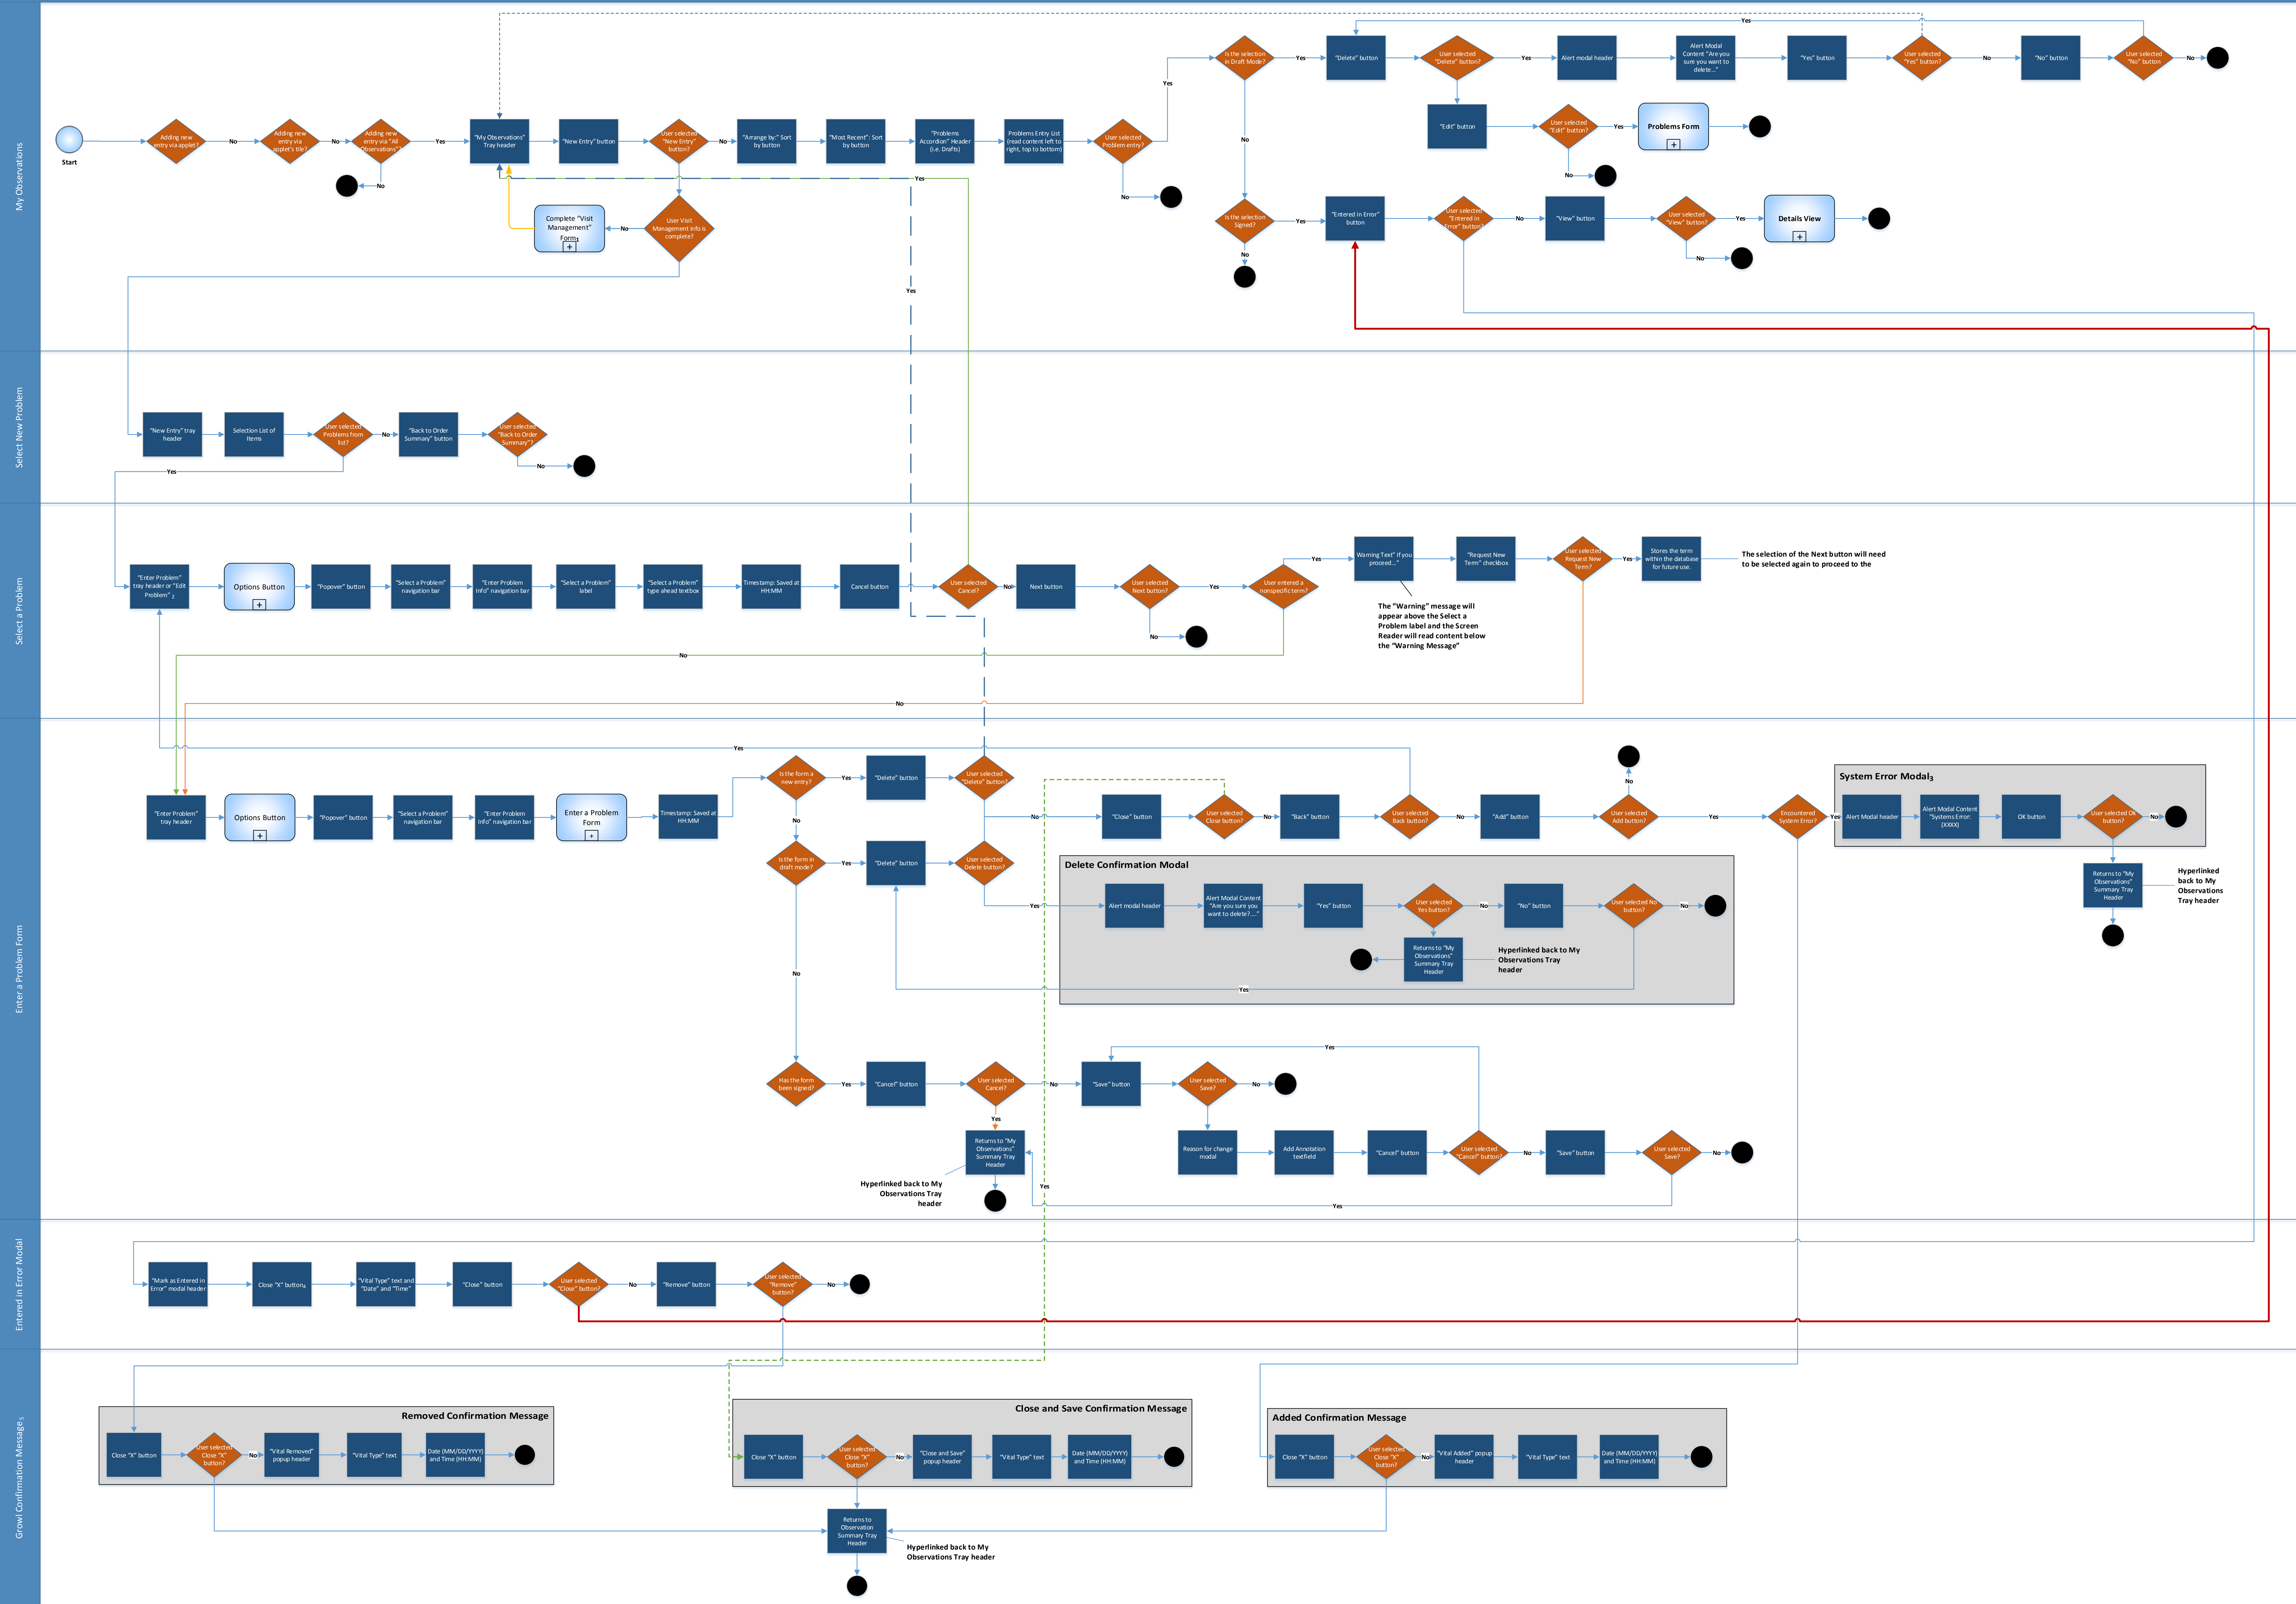 My Observations
Start
Adding new
entry via applet?
No
Adding new
entry via
applet's tile?
No
Adding new
entry via "All
Observations"?
No
Yes
"My Observations"
Tray header
"New Entry" button
User selected
"New Entry"
button?
No
"Arrange by:" Sort
by button
"Most Recent": Sort
by button
"Problems
Accordion" Header
(i.e. Drafts)
Problems Entry List
(read content left to
right, top to bottom)
User selected
Problem entry?
No
Yes
Is the selection
in Draft Mode?
Yes
"Delete" button
User selected
"Delete" button?
Yes
Alert modal header
Alert Modal
Content "Are you
sure you want to
delete..."
"Yes" button
User selected
"Yes" button?
No
"No" button
User selected
"No" button
No
Yes
"Edit" button
User selected
"Edit" button?
Yes
Problems Form
No
No
Is the selection
Signed?
Yes
No
"Entered in Error"
button
User selected
"Entered in
Error" button?
No
"View" button
User selected
"View" button?
Yes
Details View
No
User Visit
Management info is
complete?
No
Complete "Visit
Management"
Form1
Yes
Yes
Select New Problem
"New Entry" tray
header
Selection List of
Items
User selected
Problems from
list?
No
"Back to Order
Summary" button
User selected
"Back to Order
Summary"?
No
Yes
Select a Problem
"Enter Problem"
tray header or "Edit
Problem" 2
Options Button
"Popover" button
"Select a Problem"
navigation bar
"Enter Problem
Info" navigation bar
"Select a Problem"
label
"Select a Problem"
type ahead textbox
Timestamp: Saved at
HH:MM
Cancel button
User selected
Cancel?
No
Next button
User selected
Next button?
No
Yes
User entered a
nonspecific term?
Yes
Warning Text" If you
proceed..."
"Request New
Term" checkbox
User selected
Request New
Term?
Yes
Stores the term
within the database
for future use.
The selection of the Next button will need
to be selected again to proceed to the
The "Warning" message will
appear above the Select a
Problem label and the Screen
Reader will read content below
the "Warning Message"
No
No
Enter a Problem Form
Yes
"Enter Problem"
tray header
Options Button
"Popover" button
"Select a Problem"
navigation bar
"Enter Problem
Info" navigation bar
Enter a Problem
Form
Timestamp: Saved at
HH:MM
Is the form a
new entry?
Yes
"Delete" button
User selected
"Delete" button?
No
No
"Close" button
User selected
Close button?
No
"Back" button
User selected
Back button?
No
"Add" button
User selected
Add button?
No
Yes
Encountered
System Error?
Yes
System Error Modal3
Alert Modal header
Alert Modal Content
"Systems Error:
(XXXX)
OK button
User selected Ok
button?
No
Returns to "My
Observations"
Summary Tray
Header
Hyperlinked
back to My
Observations
Tray header
Is the form in
draft mode?
Yes
"Delete" button
User selected
Delete button?
Yes
Delete Confirmation Modal
Alert modal header
Alert Modal Content
"Are you sure you
want to delete?...."
"Yes" button
User selected
Yes button?
No
"No" button
User selected No
button?
No
Returns to "My
Observations"
Summary Tray
Header
Hyperlinked back to My
Observations Tray
header
Yes
No
Has the form
been signed?
Yes
"Cancel" button
User selected
Cancel?
No
"Save" button
User selected
Save?
No
Yes
Yes
Returns to "My
Observations"
Summary Tray
Header
Hyperlinked back to My
Observations Tray
header
Reason for change
modal
Add Annotation
textfield
"Cancel" button
User selected
"Cancel" button?
No
"Save" button
User selected
Save?
No
Yes
Yes
Entered in Error Modal
"Mark as Entered in
Error" modal header
Close "X" button4
"Vital Type" text and
"Date" and "Time"
"Close" button
User selected
"Close" button?
No
"Remove" button
User selected
"Remove"
button?
No
Growl Confirmation Message5
Removed Confirmation Message
Close "X" button
User selected
Close "X"
button?
No
"Vital Removed"
popup header
"Vital Type" text
Date (MM/DD/YYYY)
and Time (HH:MM)
Close and Save Confirmation Message
Close "X" button
User selected
Close "X"
button?
No
"Close and Save"
popup header
"Vital Type" text
Date (MM/DD/YYYY)
and Time (HH:MM)
Added Confirmation Message
Close "X" button
User selected
Close "X"
button?
No
"Vital Added" popup
header
"Vital Type" text
Date (MM/DD/YYYY)
and Time (HH:MM)
Returns to
Observation
Summary Tray
Header
Hyperlinked back to My
Observations Tray header